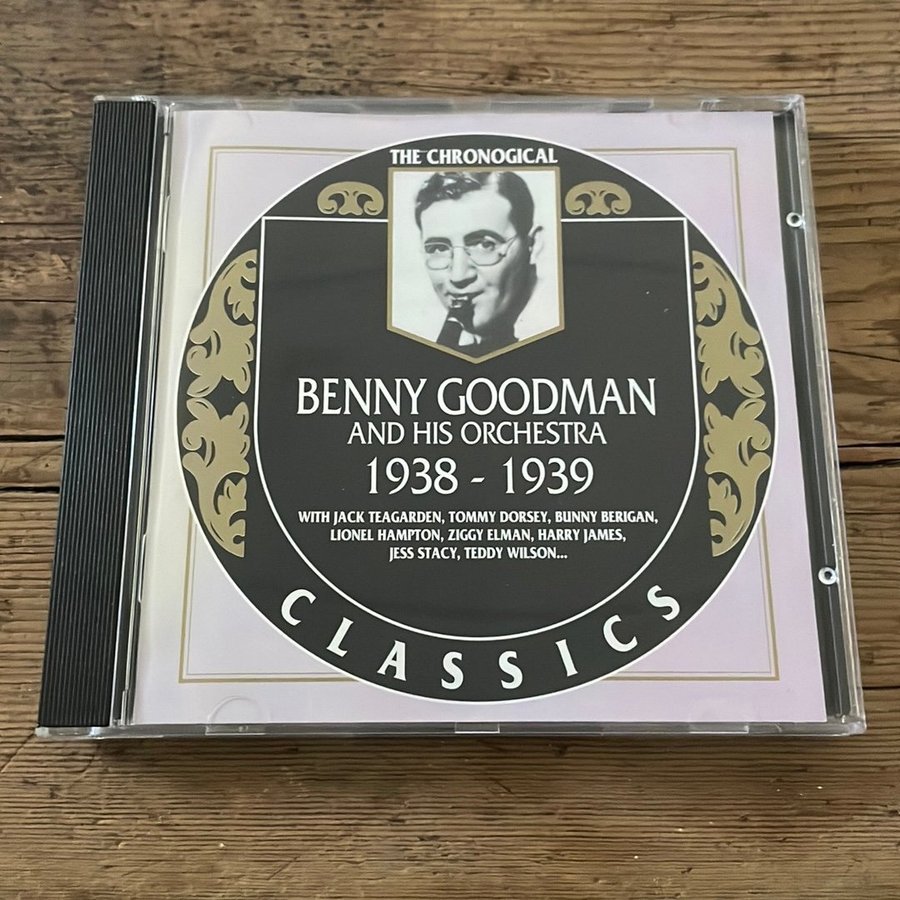 THE CHRONOGICAL
BENNY GOODMAN
AND HIS ORCHESTRA
1938 - 1939
WITH JACK TEAGARDEN, TOMMY DORSEY, BUNNY BERIGAN,
LIONEL HAMPTON, ZIGGY ELMAN, HARRY JAMES,
JESS STACY, TEDDY WILSON...
CLASSICS